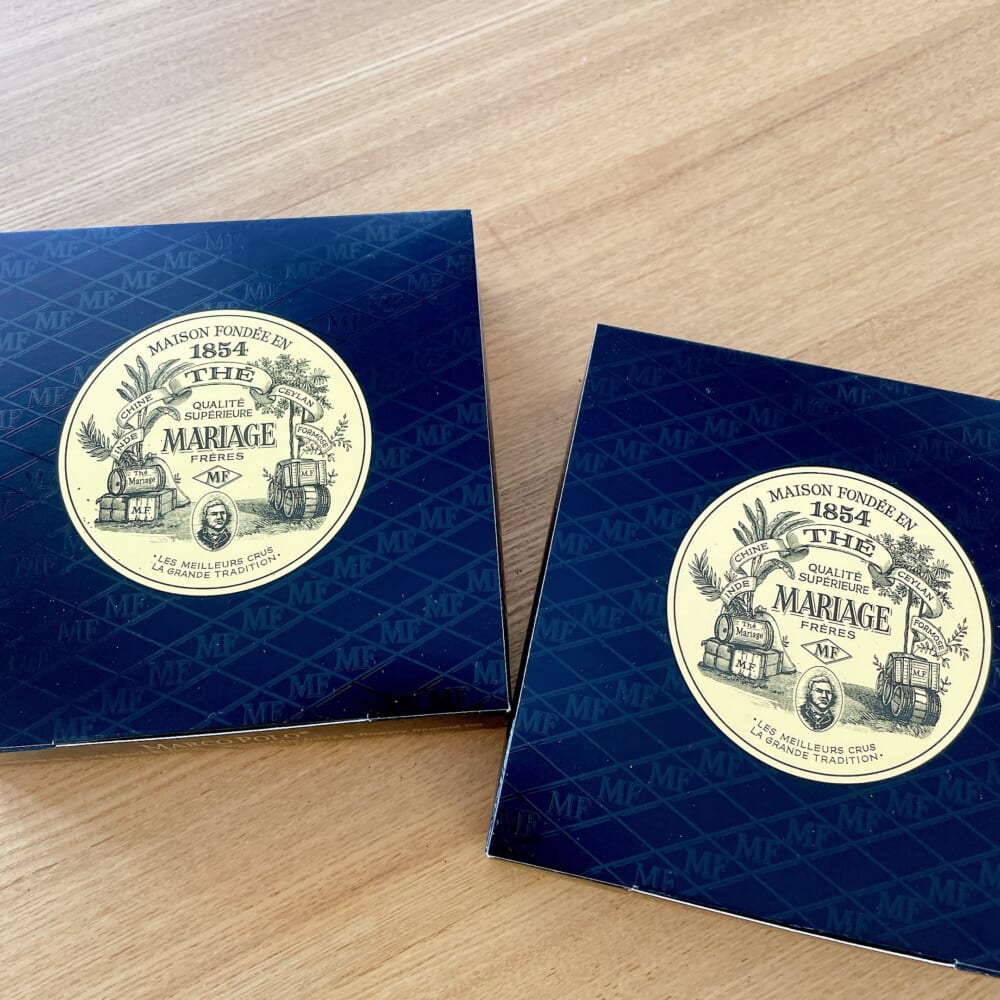 MAISON FONDÉE EN
1854
THÉ
CHINE
CEYLAN
INDE
FORMOSE
QUALITÉ
SUPÉRIEURE
MARIAGE
FRÈRES
MF
Thé
Mariage
M.F
M.F
•LES MEILLEURS CRUS
LA GRANDE TRADITION•
MARCO POLO
MAISON FONDÉE EN
1854
THÉ
CHINE
CEYLAN
INDE
FORMOSE
QUALITÉ
SUPÉRIEURE
MARIAGE
FRÈRES
MF
Thé
Mariage
M.F
M.F
•LES MEILLEURS CRUS
LA GRANDE TRADITION•